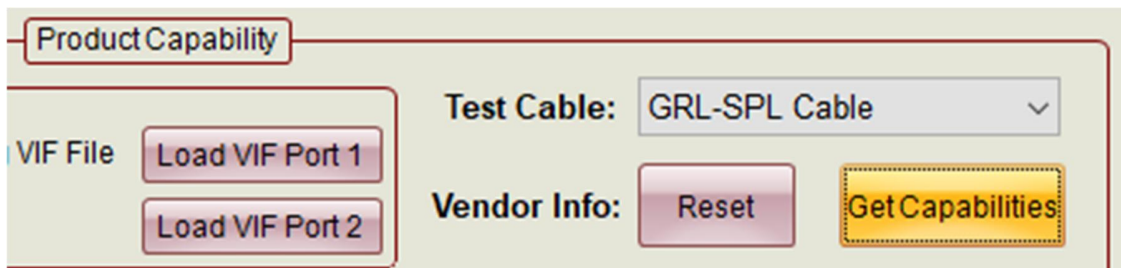 Product Capability
Test Cable: GRL-SPL Cable
VIF File Load VIF Port 1
Load VIF Port 2
Vendor Info: Reset Get Capabilities